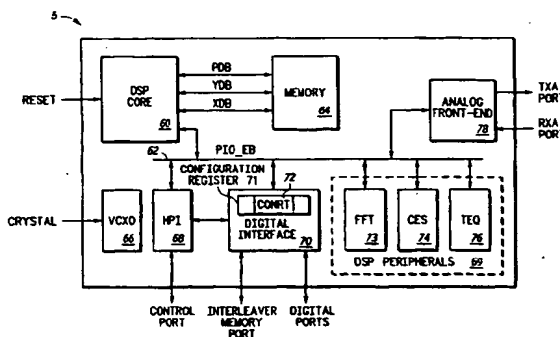 5
PDB
YDB
XDB
DSP
CORE
60
MEMORY
64
ANALOG
FRONT-END
78
TXA
PORT
RXA
PORT
RESET
62
PIO_EB
CONFIGURATION
REGISTER 71
72
CONRT
DIGITAL
INTERFACE
70
CRYSTAL
VCXO
66
HPI
68
FFT
73
CES
74
TEQ
76
DSP PERIPHERALS 69
CONTROL
PORT
INTERLEAVER
MEMORY
PORT
DIGITAL
PORTS